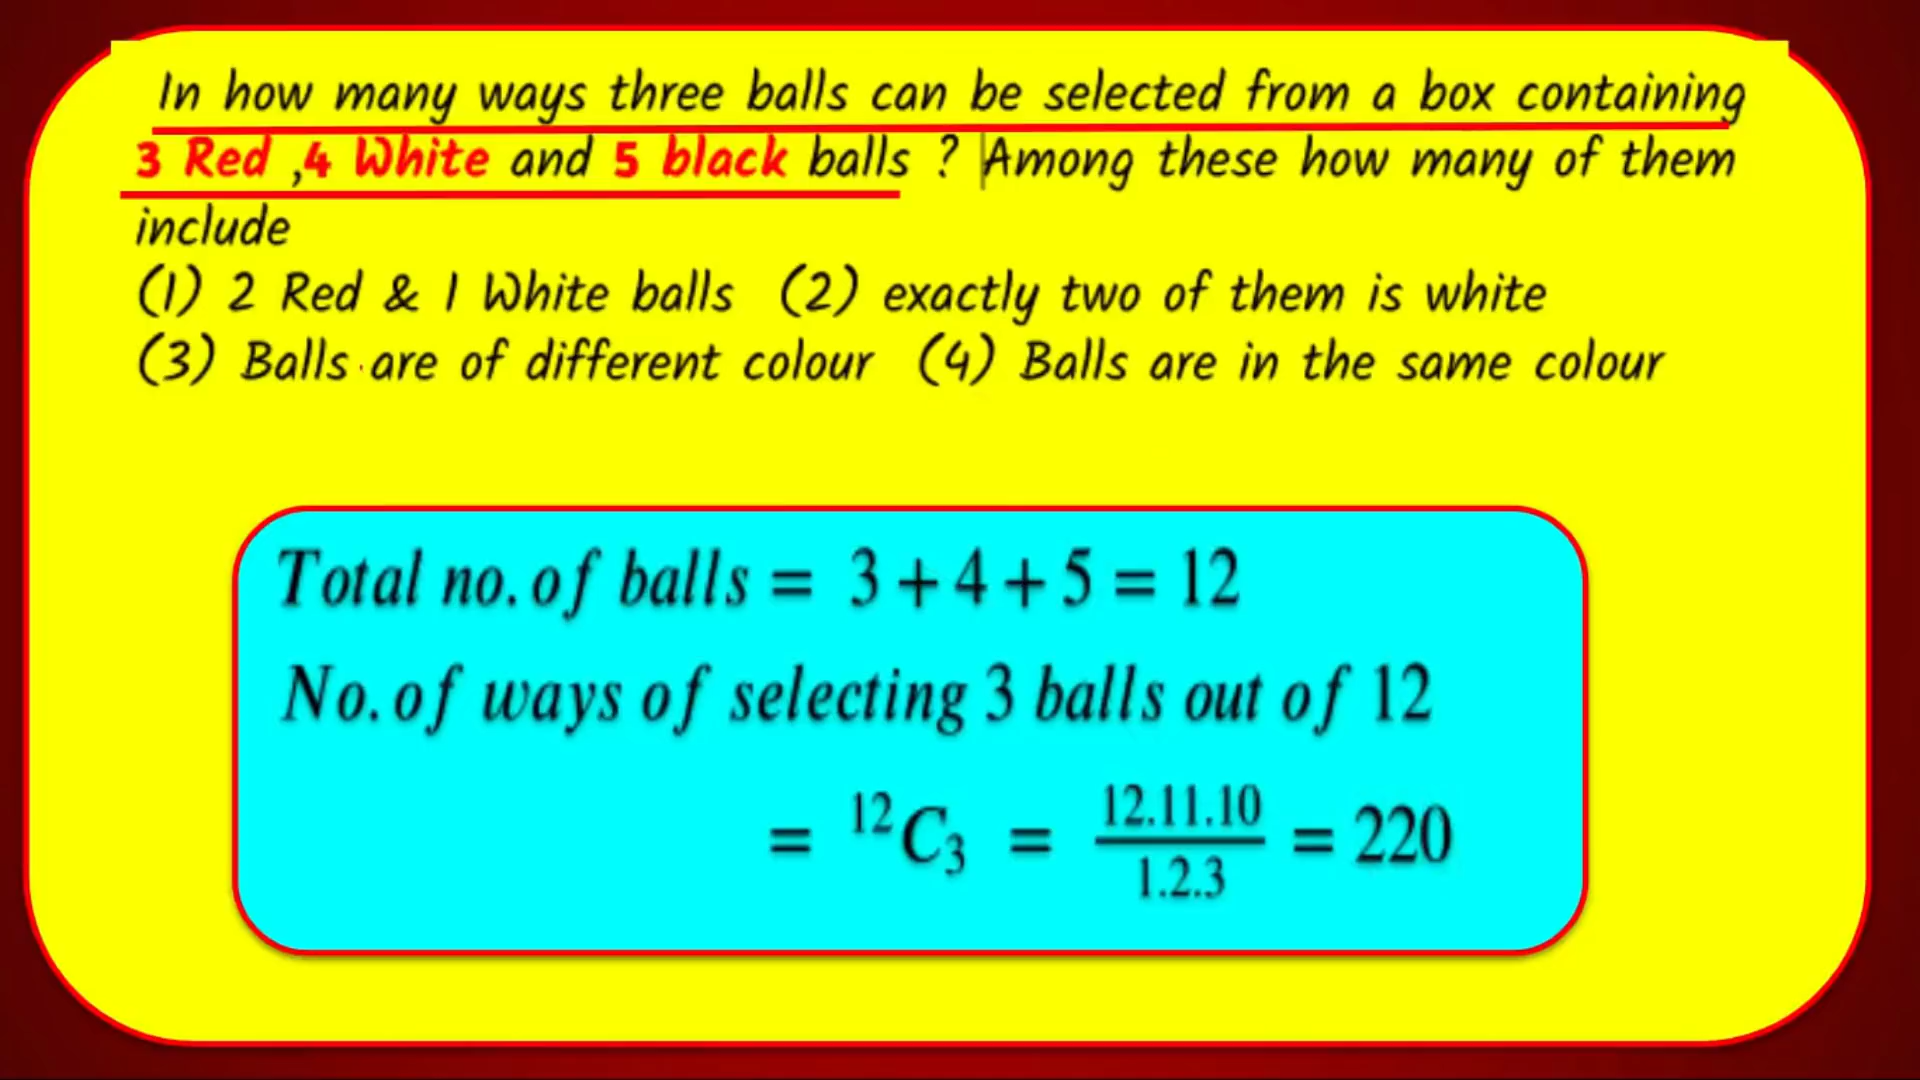 In how many ways three balls can be selected from a box containing
3 Red ,4 White and 5 black balls ? Among these how many of them
include
(1) 2 Red & 1 White balls (2) exactly two of them is white
(3) Balls are of different colour (4) Balls are in the same colour
Total no. of balls = 3 + 4 + 5 = 12
No. of ways of selecting 3 balls out of 12
= ¹²C₃ = 12.11.10 / 1.2.3 = 220